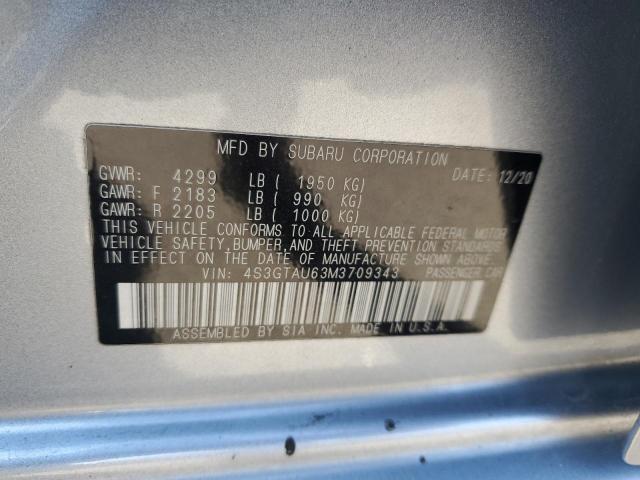 MFD BY SUBARU CORPORATION
GVWR: 4299 LB ( 1950 KG) DATE: 12/20
GAWR: F 2183 LB ( 990 KG)
GAWR: R 2205 LB ( 1000 KG)
THIS VEHICLE CONFORMS TO ALL APPLICABLE FEDERAL MOTOR
VEHICLE SAFETY, BUMPER, AND THEFT PREVENTION STANDARDS
IN EFFECT ON THE DATE OF MANUFACTURE SHOWN ABOVE.
VIN: 4S3GTAU63M3709343 PASSENGER CAR
ASSEMBLED BY SIA INC. MADE IN U.S.A.